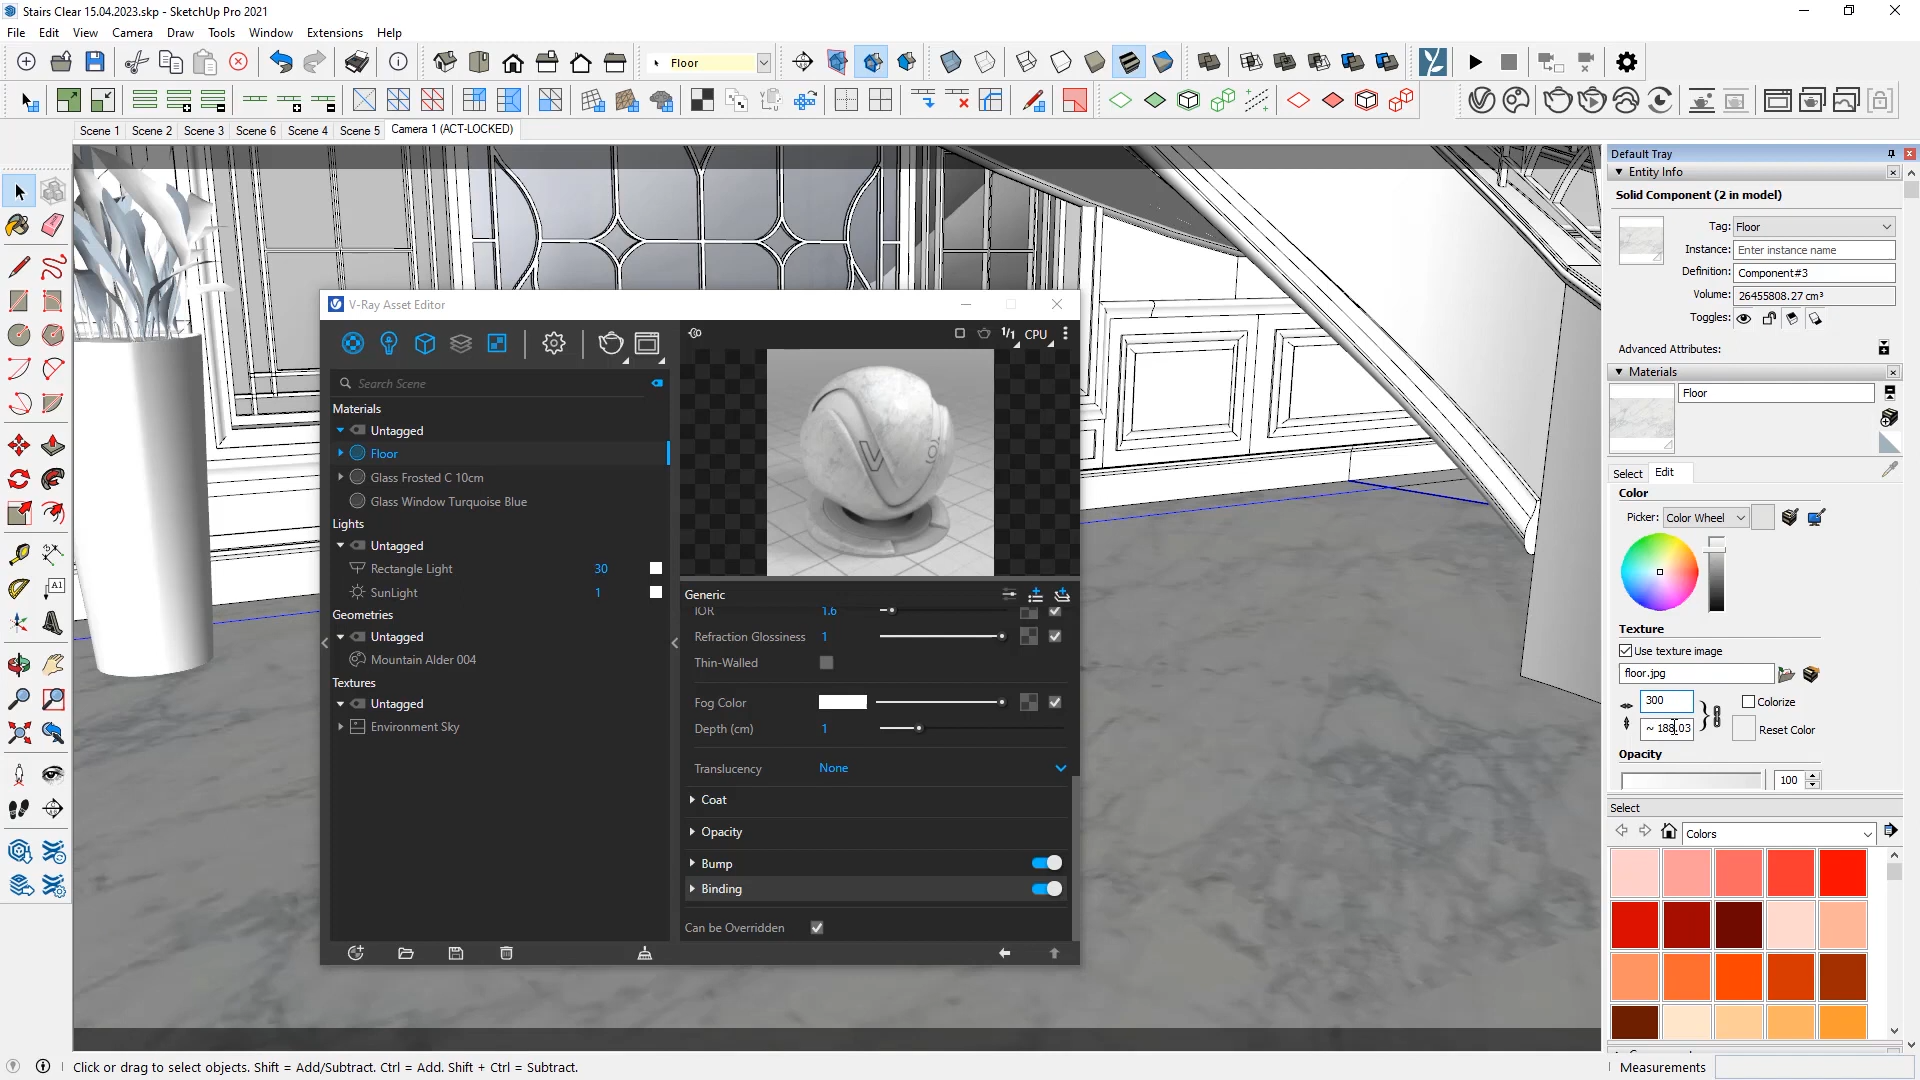 Stairs Clear 15.04.2023.skp - SketchUp Pro 2021
File Edit View Camera Draw Tools Window Extensions Help
Floor
Scene 1 Scene 2 Scene 3 Scene 6 Scene 4 Scene 5 Camera 1 (ACT-LOCKED)
Default Tray
Entity Info
Solid Component (2 in model)
Tag: Floor
Instance: Enter instance name
Definition: Component#3
Volume: 26455808.27 cm³
Toggles:
Advanced Attributes:
Materials
Floor
Select Edit
Color
Picker: Color Wheel
Texture
Use texture image
floor.jpg
300
Colorize
~ 188.03
Reset Color
Opacity
100
Select
Colors
V-Ray Asset Editor
1/1 CPU
Search Scene
Materials
Untagged
Floor
Glass Frosted C 10cm
Glass Window Turquoise Blue
Lights
Untagged
Rectangle Light 30
SunLight 1
Geometries
Untagged
Mountain Alder 004
Textures
Untagged
Environment Sky
Generic
IOR 1.6
Refraction Glossiness 1
Thin-Walled
Fog Color
Depth (cm) 1
Translucency None
Coat
Opacity
Bump
Binding
Can be Overridden
A1
Click or drag to select objects. Shift = Add/Subtract. Ctrl = Add. Shift + Ctrl = Subtract.
Measurements